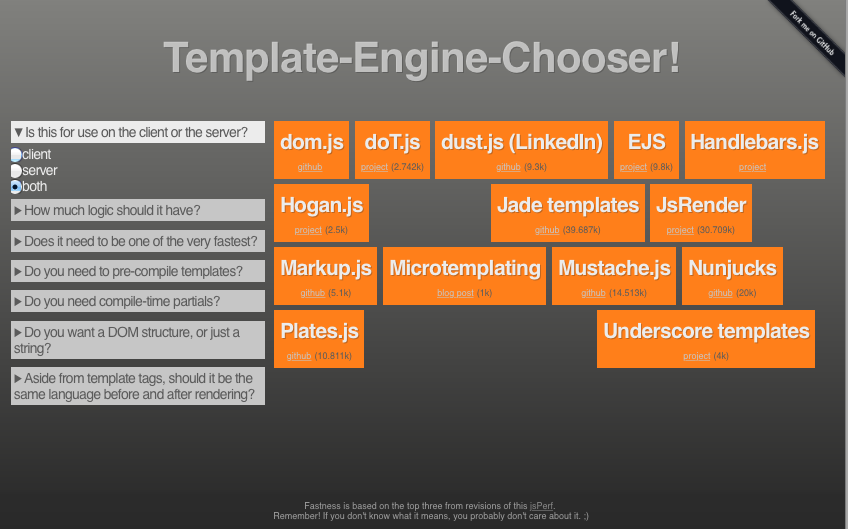 Fork me on GitHub
Template-Engine-Chooser!
▼Is this for use on the client or the server?
client
server
both
▶How much logic should it have?
▶Does it need to be one of the very fastest?
▶Do you need to pre-compile templates?
▶Do you need compile-time partials?
▶Do you want a DOM structure, or just a
string?
▶Aside from template tags, should it be the
same language before and after rendering?
dom.js
github
doT.js
project (2.742k)
dust.js (LinkedIn)
github (9.3k)
EJS
project (9.8k)
Handlebars.js
project
Hogan.js
project (2.5k)
Jade templates
github (39.687k)
JsRender
project (30.709k)
Markup.js
github (5.1k)
Microtemplating
blog post (1k)
Mustache.js
github (14.513k)
Nunjucks
github (20k)
Plates.js
github (10.811k)
Underscore templates
project (4k)
Fastness is based on the top three from revisions of this jsPerf.
Remember! If you don't know what it means, you probably don't care about it. ;)